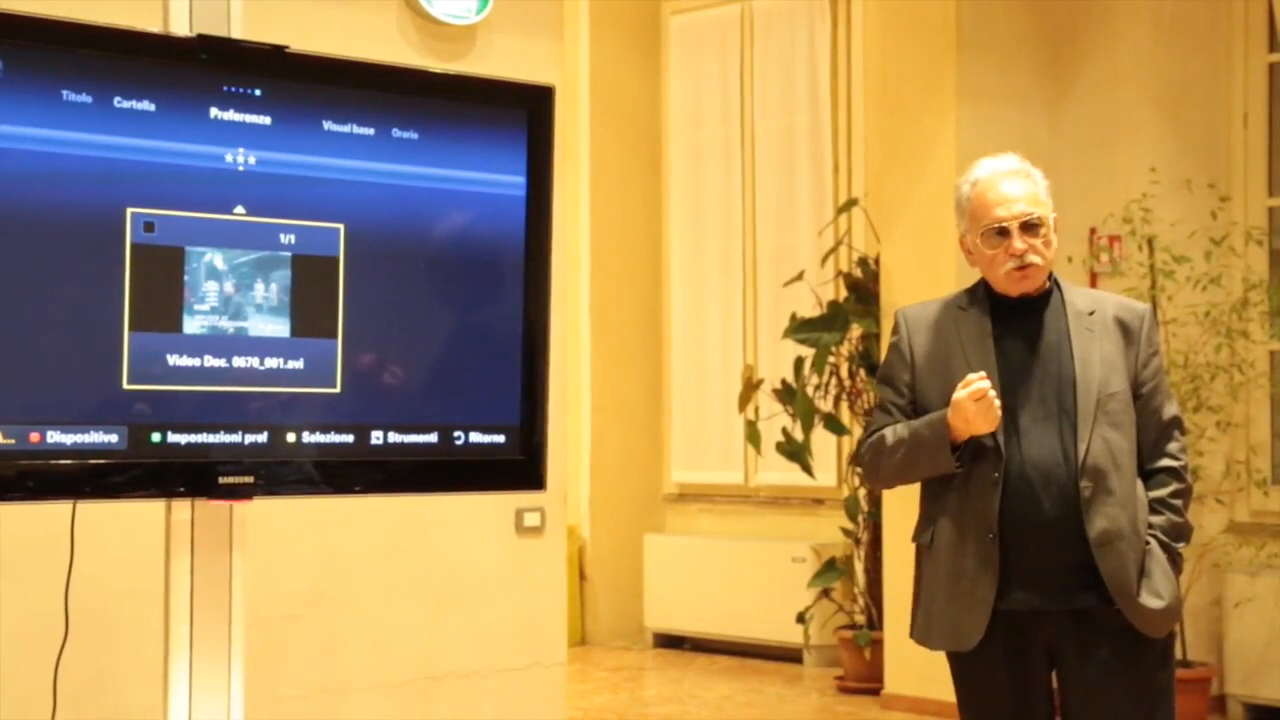 Titolo Cartella Preferenze Visual base Orario
1/1
Video Doc. 0670_001.avi
Dispositivo Impostazioni pref Selezione Strumenti Ritorno
SAMSUNG